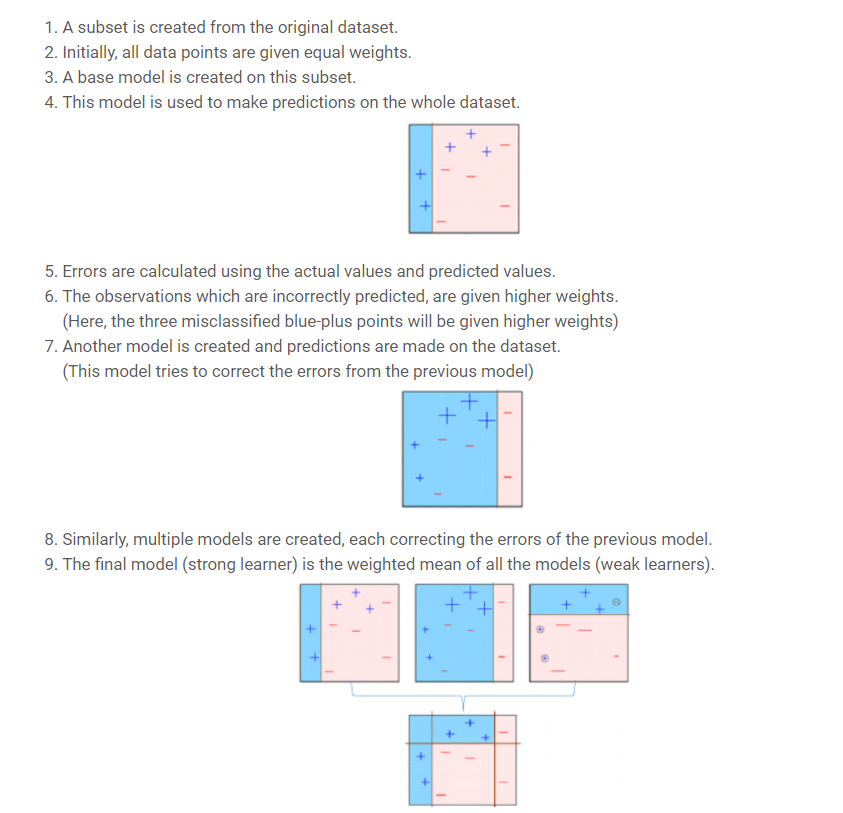 1. A subset is created from the original dataset.
2. Initially, all data points are given equal weights.
3. A base model is created on this subset.
4. This model is used to make predictions on the whole dataset.
5. Errors are calculated using the actual values and predicted values.
6. The observations which are incorrectly predicted, are given higher weights.
(Here, the three misclassified blue-plus points will be given higher weights)
7. Another model is created and predictions are made on the dataset.
(This model tries to correct the errors from the previous model)
8. Similarly, multiple models are created, each correcting the errors of the previous model.
9. The final model (strong learner) is the weighted mean of all the models (weak learners).